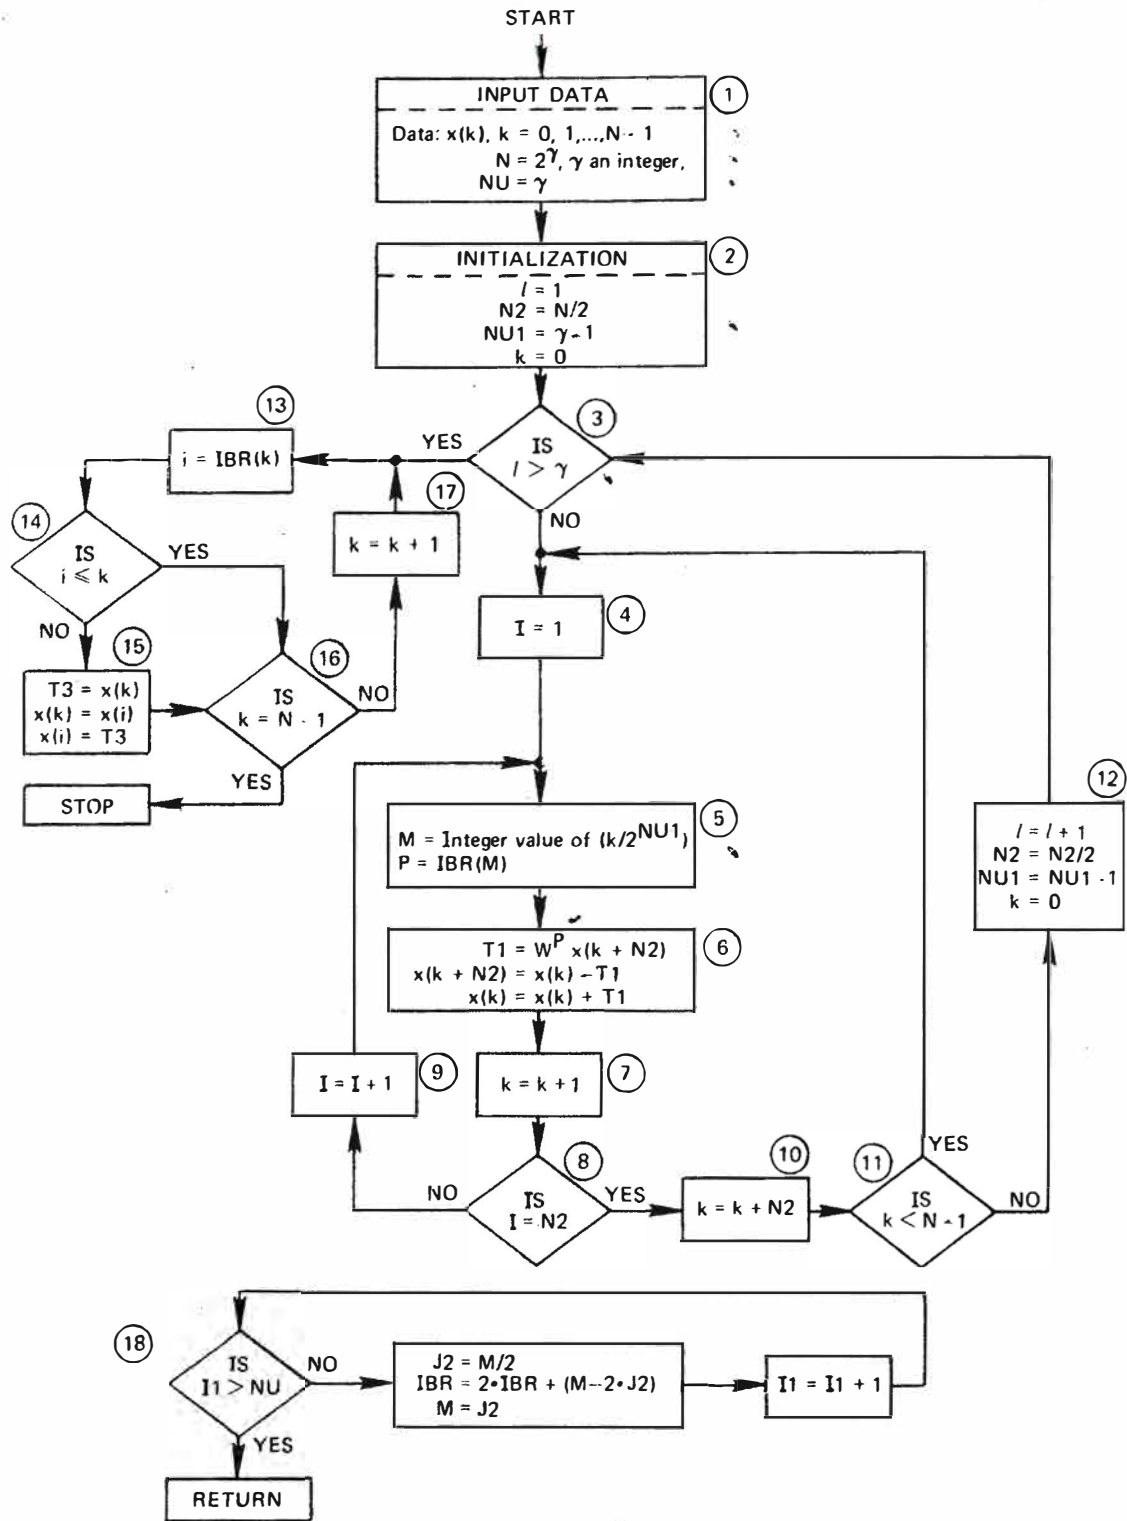 START
INPUT DATA
1
Data: x(k), k = 0, 1,...,N - 1
N = 2^γ, γ an integer,
NU = γ
INITIALIZATION
2
l = 1
N2 = N/2
NU1 = γ - 1
k = 0
13
3
i = IBR(k)
YES
IS
l > γ
17
NO
14
IS
i ⩽ k
YES
k = k + 1
4
I = 1
NO
15
16
T3 = x(k)
x(k) = x(i)
x(i) = T3
IS
k = N - 1
NO
YES
STOP
12
l = l + 1
N2 = N2/2
NU1 = NU1 - 1
k = 0
5
M = Integer value of (k/2^NU1)
P = IBR(M)
6
T1 = W^P x(k + N2)
x(k + N2) = x(k) - T1
x(k) = x(k) + T1
9
I = I + 1
7
k = k + 1
8
NO
IS
I = N2
YES
10
k = k + N2
11
YES
IS
k < N - 1
NO
18
IS
I1 > NU
NO
J2 = M/2
IBR = 2•IBR + (M-2•J2)
M = J2
I1 = I1 + 1
YES
RETURN